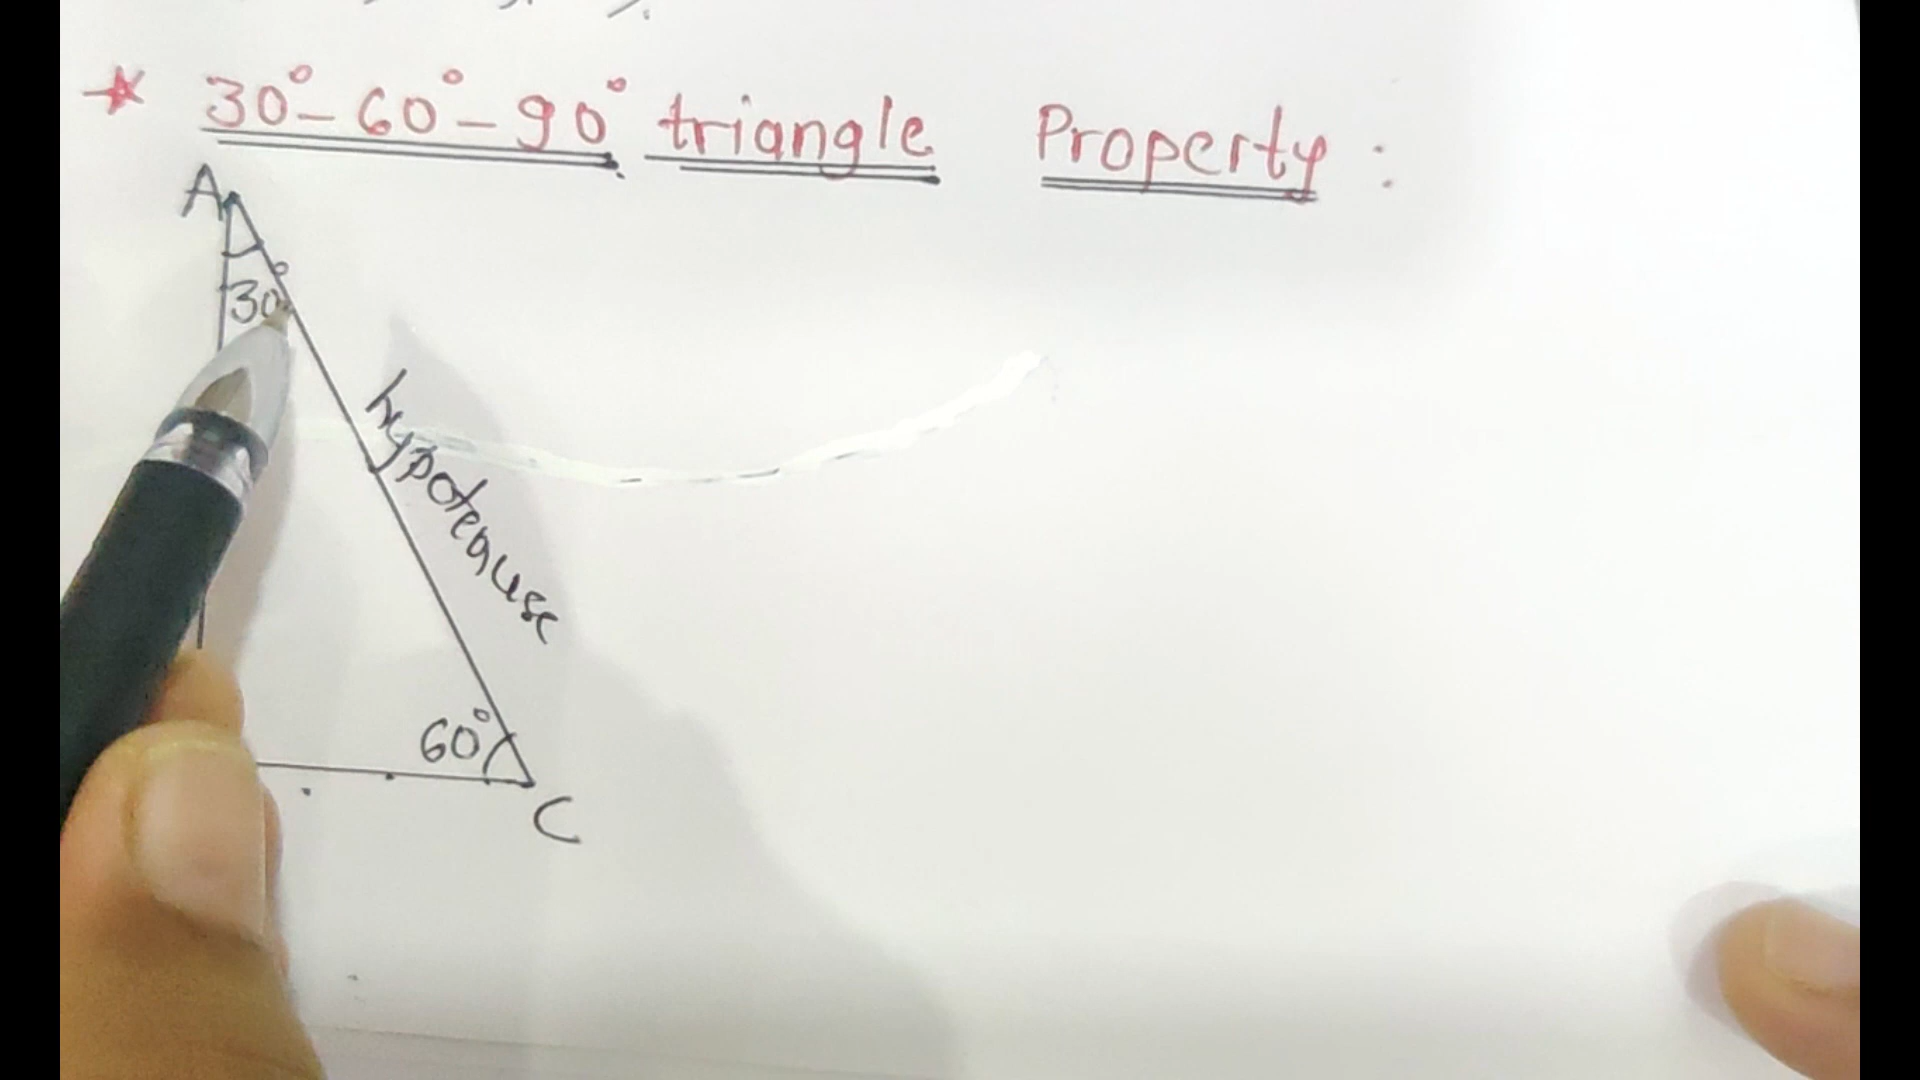 * 30° - 60° - 90° triangle Property :
A
30°
hypotenuse
60°
C